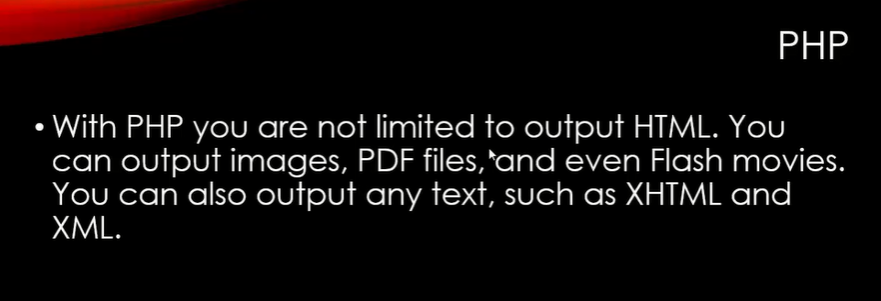 PHP
• With PHP you are not limited to output HTML. You
can output images, PDF files, and even Flash movies.
You can also output any text, such as XHTML and
XML.